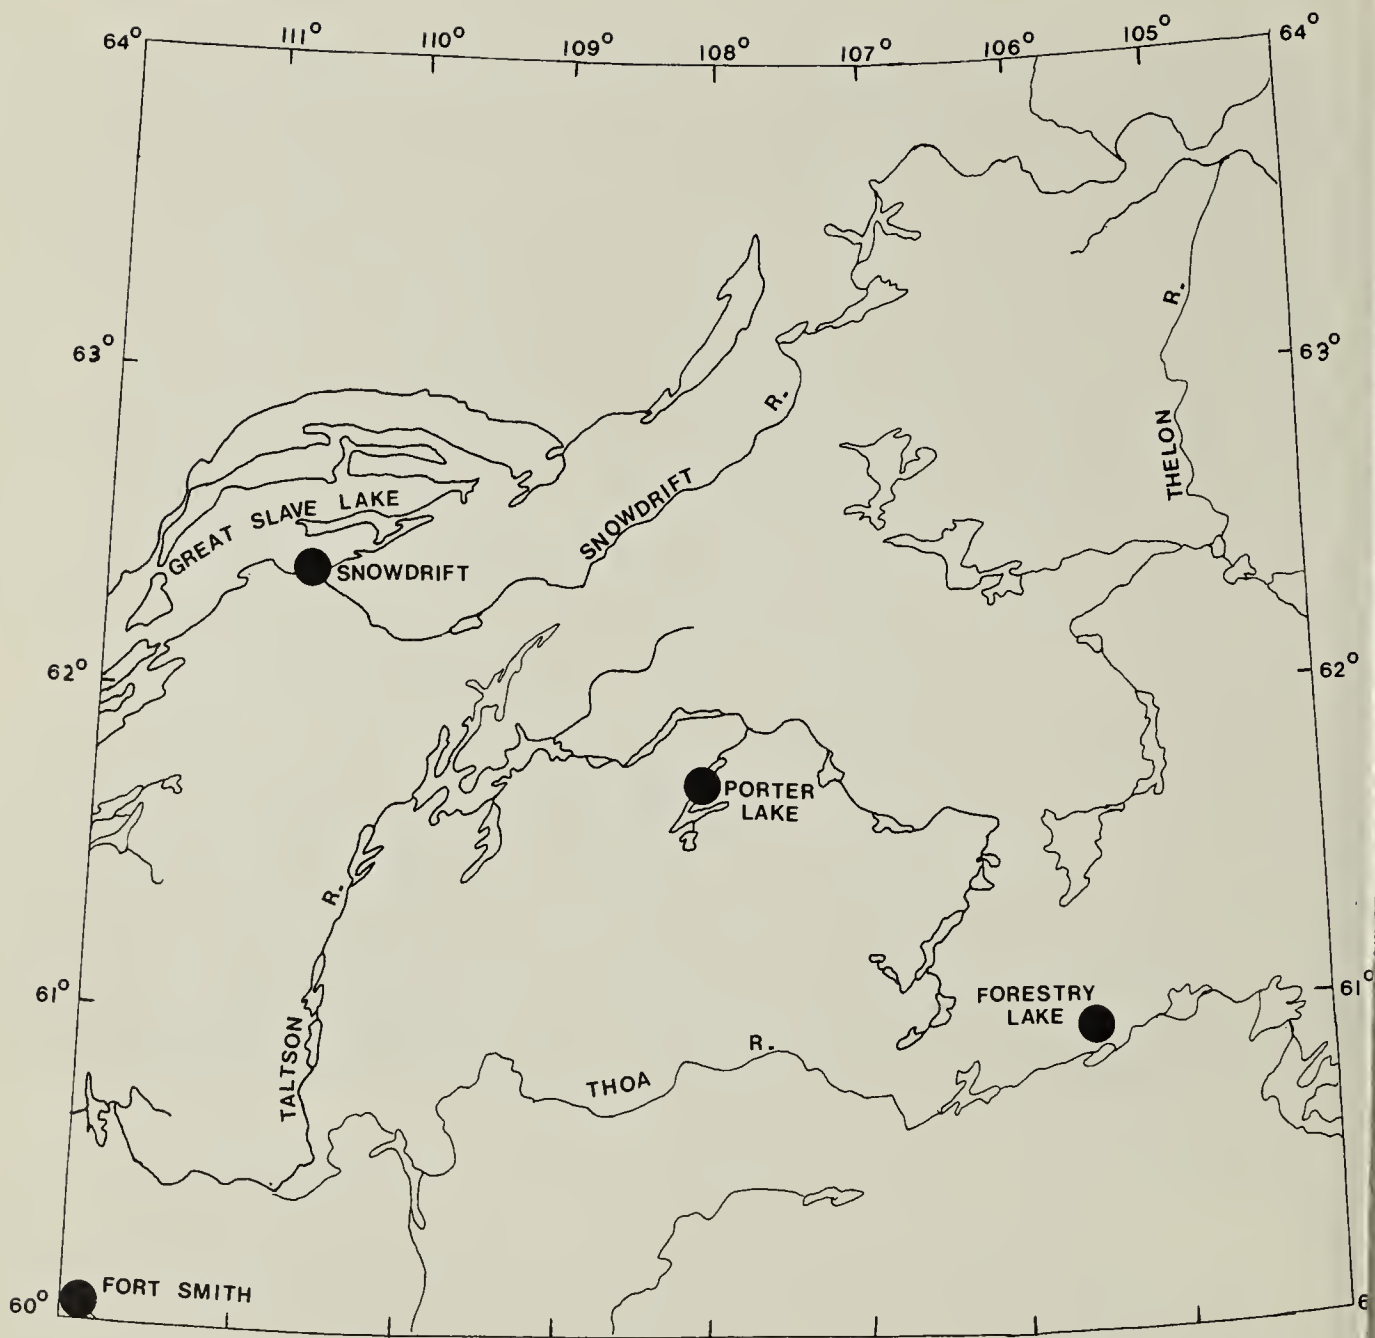 64° 111° 110° 109° 108° 107° 106° 105° 64°
63° 63°
R.
R.
THELON
SNOWDRIFT
GREAT SLAVE LAKE
SNOWDRIFT
62° 62°
PORTER
LAKE
R.
TALTSON
61° 61°
FORESTRY
LAKE
R.
THOA
FORT SMITH
60°
6